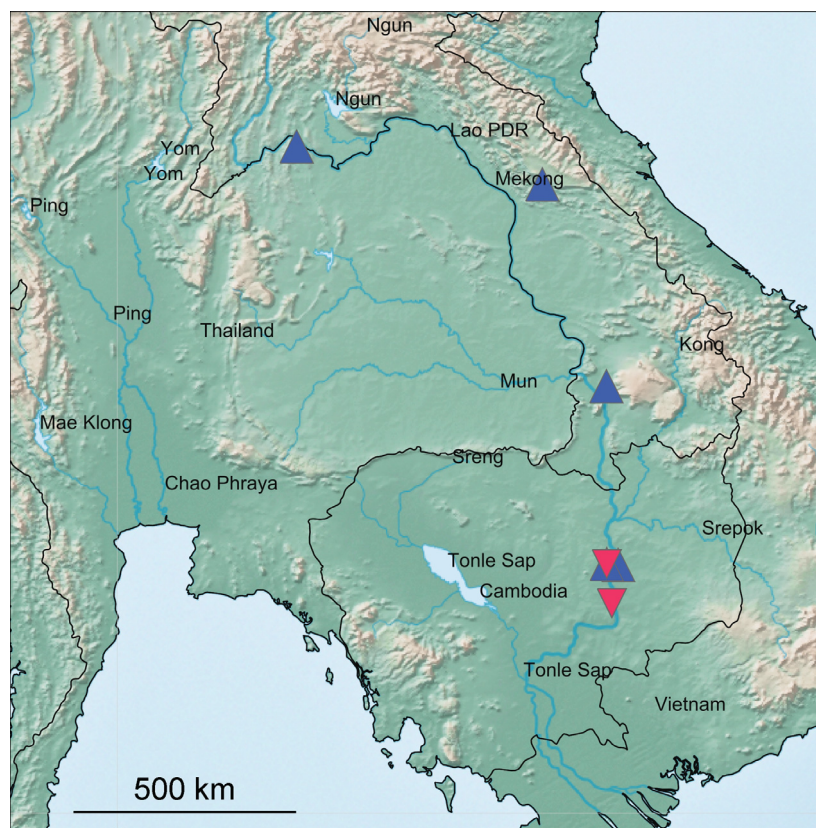 Ngun
Ngun
Lao PDR
Yom
Yom
Mekong
Ping
Ping
Thailand
Kong
Mun
Mae Klong
Sreng
Chao Phraya
Srepok
Tonle Sap
Cambodia
Tonle Sap
Vietnam
500 km